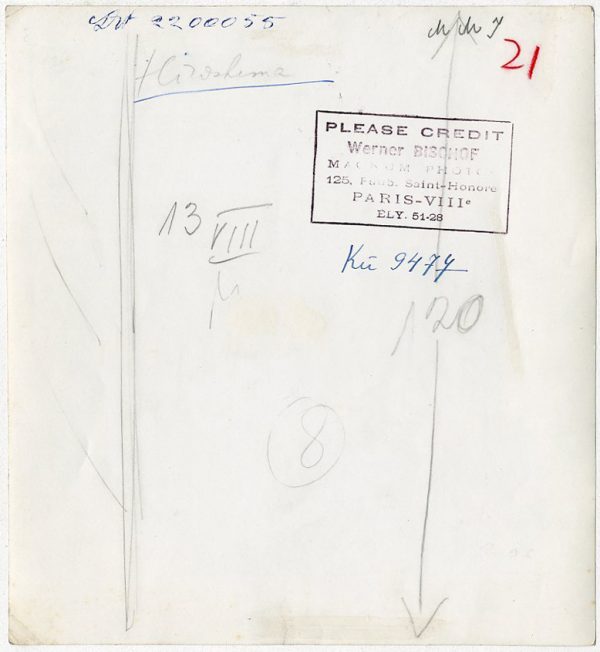 2200055
21
Hiroshima
PLEASE CREDIT
Werner BISCHOF
MAGNUM PHOTOS
125, Faub. Saint-Honoré
PARIS-VIIIe
ELY. 51-28
13 VIII
Kü 9474
120
8